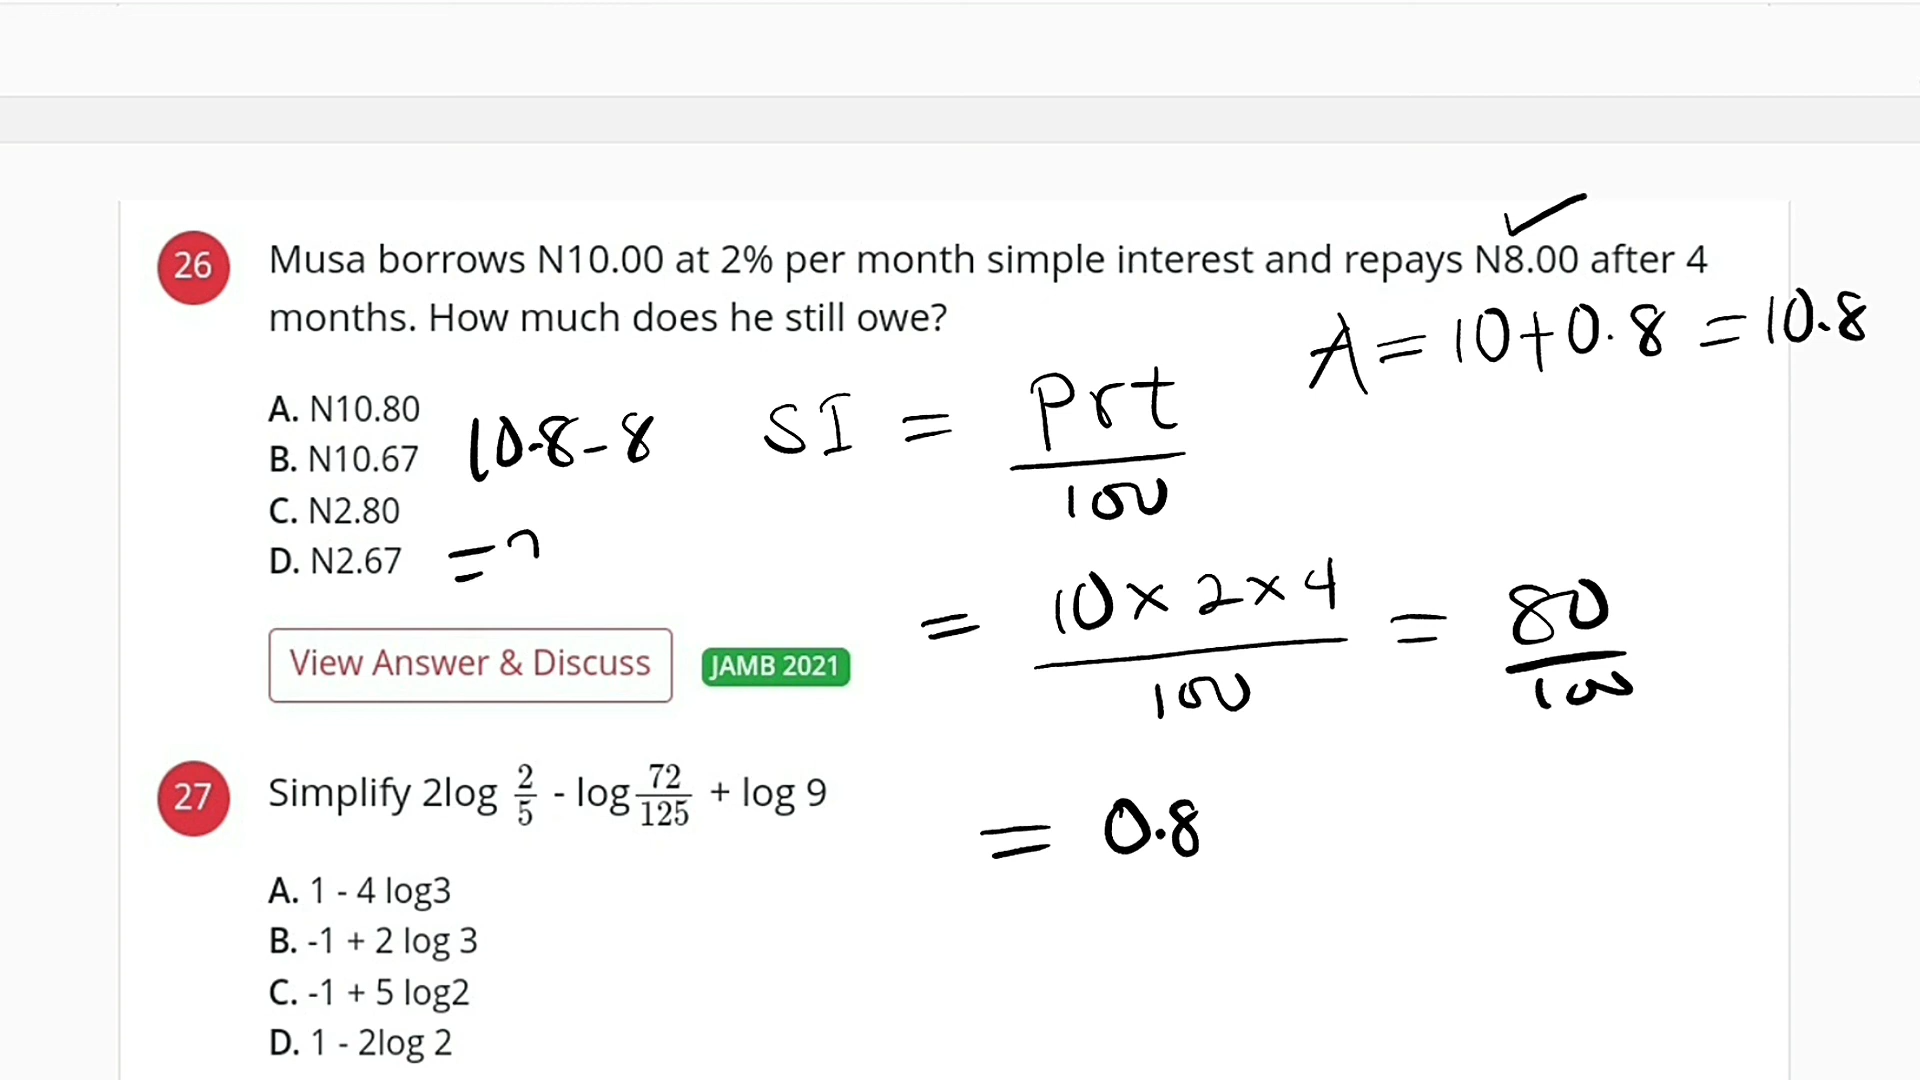 26 Musa borrows N10.00 at 2% per month simple interest and repays N8.00 after 4
months. How much does he still owe?
A = 10+0.8 = 10.8
A. N10.80
B. N10.67
C. N2.80
D. N2.67
10.8-8
=
SI = Prt/100
= 10 x 2 x 4/100 = 80/100
= 0.8
View Answer & Discuss JAMB 2021
27 Simplify 2log 2/5 - log 72/125 + log 9
A. 1 - 4 log3
B. -1 + 2 log 3
C. -1 + 5 log2
D. 1 - 2log 2